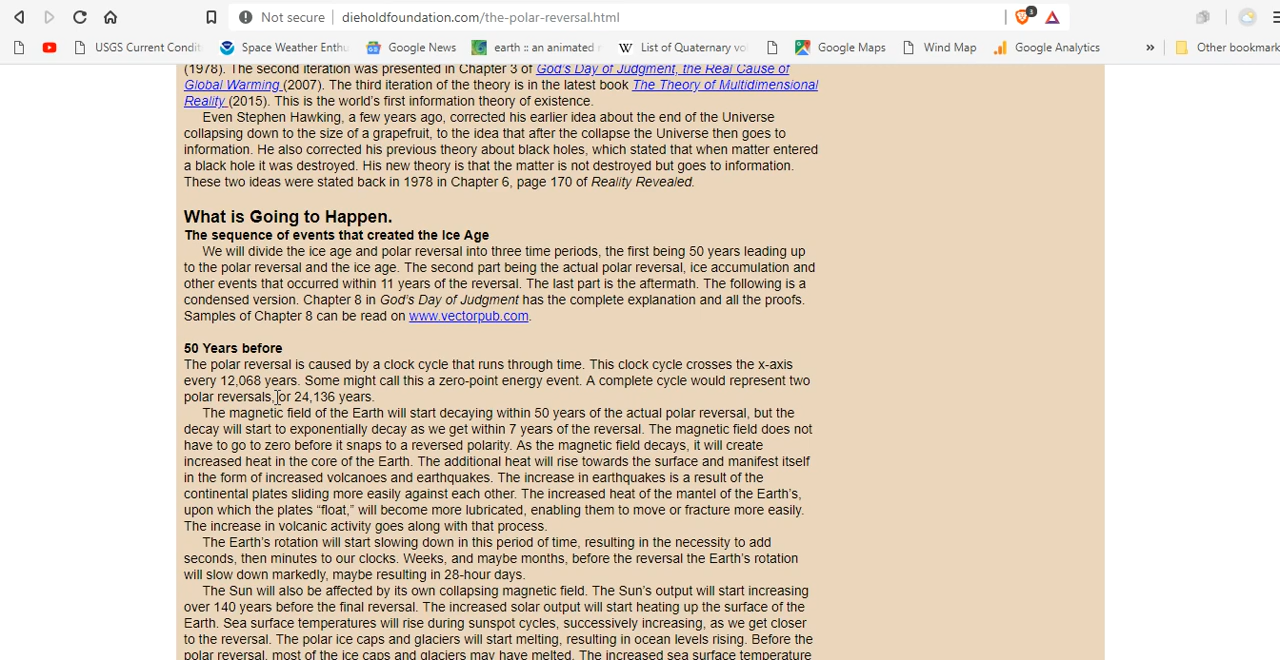 Not secure | dieholdfoundation.com/the-polar-reversal.html
1
USGS Current Condit
Space Weather Enthu
Google News
earth :: an animated
List of Quaternary vo
Google Maps
Wind Map
Google Analytics
»
Other bookmark
(1978). The second iteration was presented in Chapter 3 of God's Day of Judgment, the Real Cause of
Global Warming (2007). The third iteration of the theory is in the latest book The Theory of Multidimensional
Reality (2015). This is the world's first information theory of existence.
Even Stephen Hawking, a few years ago, corrected his earlier idea about the end of the Universe
collapsing down to the size of a grapefruit, to the idea that after the collapse the Universe then goes to
information. He also corrected his previous theory about black holes, which stated that when matter entered
a black hole it was destroyed. His new theory is that the matter is not destroyed but goes to information.
These two ideas were stated back in 1978 in Chapter 6, page 170 of Reality Revealed.
What is Going to Happen.
The sequence of events that created the Ice Age
We will divide the ice age and polar reversal into three time periods, the first being 50 years leading up
to the polar reversal and the ice age. The second part being the actual polar reversal, ice accumulation and
other events that occurred within 11 years of the reversal. The last part is the aftermath. The following is a
condensed version. Chapter 8 in God's Day of Judgment has the complete explanation and all the proofs.
Samples of Chapter 8 can be read on www.vectorpub.com.
50 Years before
The polar reversal is caused by a clock cycle that runs through time. This clock cycle crosses the x-axis
every 12,068 years. Some might call this a zero-point energy event. A complete cycle would represent two
polar reversals, or 24,136 years.
The magnetic field of the Earth will start decaying within 50 years of the actual polar reversal, but the
decay will start to exponentially decay as we get within 7 years of the reversal. The magnetic field does not
have to go to zero before it snaps to a reversed polarity. As the magnetic field decays, it will create
increased heat in the core of the Earth. The additional heat will rise towards the surface and manifest itself
in the form of increased volcanoes and earthquakes. The increase in earthquakes is a result of the
continental plates sliding more easily against each other. The increased heat of the mantel of the Earth's,
upon which the plates “float,” will become more lubricated, enabling them to move or fracture more easily.
The increase in volcanic activity goes along with that process.
The Earth's rotation will start slowing down in this period of time, resulting in the necessity to add
seconds, then minutes to our clocks. Weeks, and maybe months, before the reversal the Earth's rotation
will slow down markedly, maybe resulting in 28-hour days.
The Sun will also be affected by its own collapsing magnetic field. The Sun's output will start increasing
over 140 years before the final reversal. The increased solar output will start heating up the surface of the
Earth. Sea surface temperatures will rise during sunspot cycles, successively increasing, as we get closer
to the reversal. The polar ice caps and glaciers will start melting, resulting in ocean levels rising. Before the
polar reversal, most of the ice caps and glaciers may have melted. The increased sea surface temperature